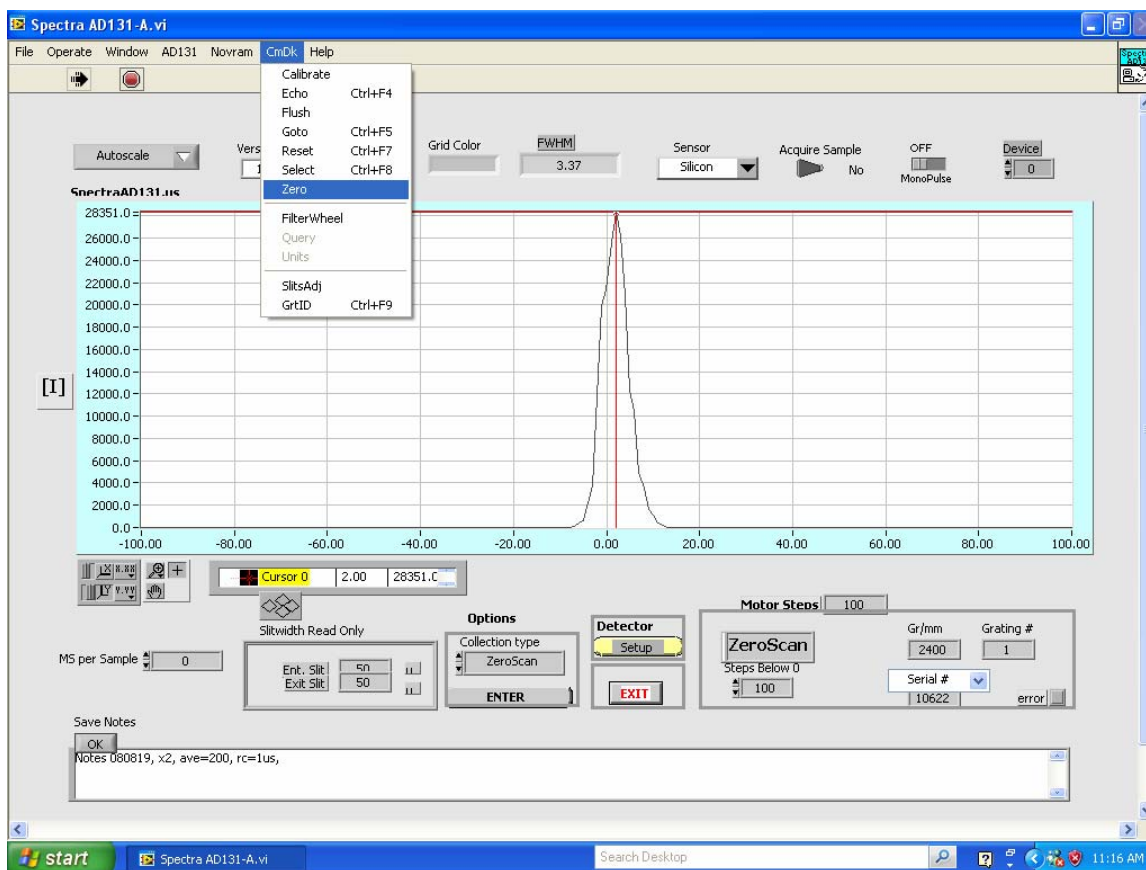 Spectra AD131-A.vi
File Operate Window AD131 Novram CmDk Help
Calibrate
Echo Ctrl+F4
Flush
Goto Ctrl+F5
Reset Ctrl+F7
Select Ctrl+F8
Zero
FilterWheel
Query
Units
SlitsAdj
GrtID Ctrl+F9
Autoscale
Vers
1
Grid Color
FWHM
3.37
Sensor
Silicon
Acquire Sample
No
OFF
MonoPulse
Device
0
SpectraAD131.us
28351.0
26000.0
24000.0
22000.0
20000.0
18000.0
16000.0
14000.0
12000.0
10000.0
8000.0
6000.0
4000.0
2000.0
0.0
[I]
-100.00 -80.00 -60.00 -40.00 -20.00 0.00 20.00 40.00 60.00 80.00 100.00
X X.XX
Y Y.YY
Cursor 0 2.00 28351.0
Slitwidth Read Only
Ent. Slit 50 u
Exit Slit 50 u
MS per Sample 0
Options
Collection type
ZeroScan
ENTER
Detector
Setup
EXIT
Motor Steps 100
ZeroScan
Steps Below 0
100
Gr/mm Grating #
2400 1
Serial #
10622 error
Save Notes
OK
Notes 080819, x2, ave=200, rc=1us,
start Spectra AD131-A.vi Search Desktop 11:16 AM